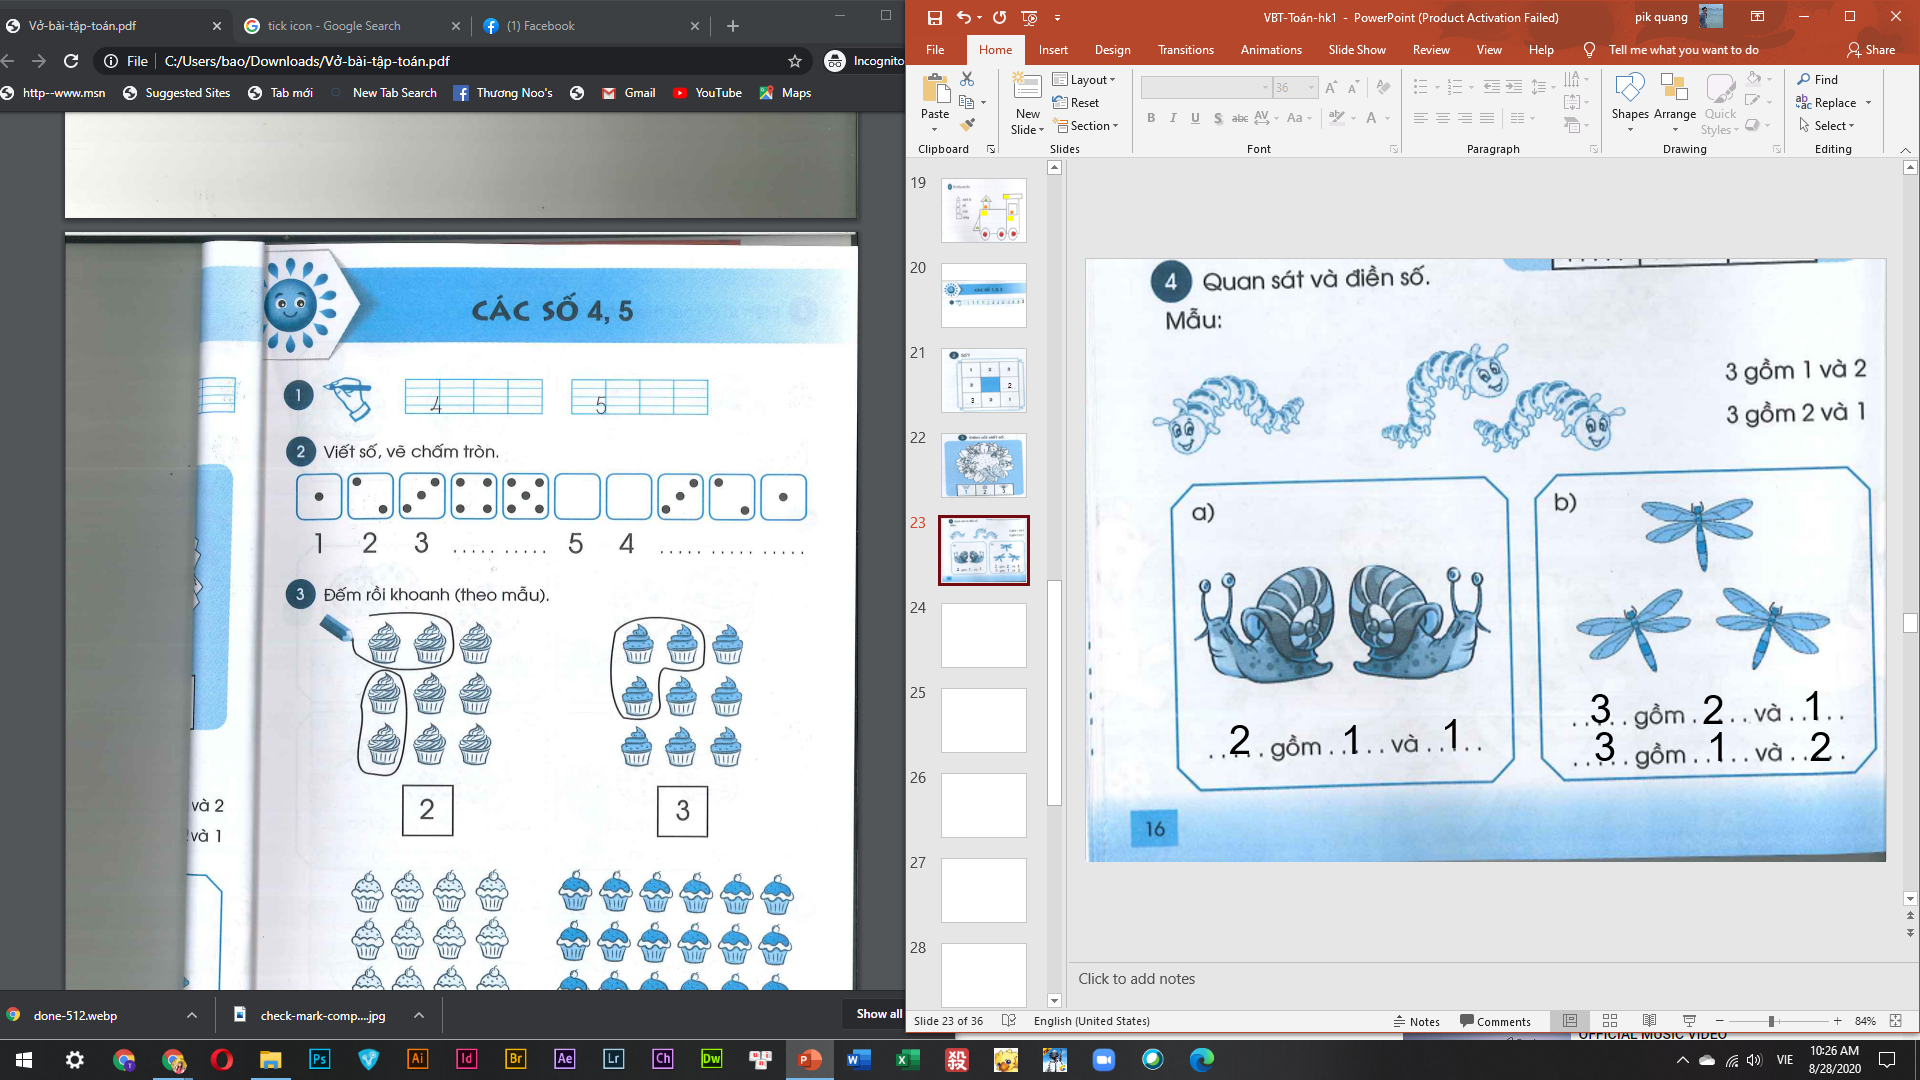 Vở-bài-tập-toán.pdf
tick icon - Google Search
(1) Facebook
File
C:/Users/bao/Downloads/Vở-bài-tập-toán.pdf
Incognito
http--www.msn
Suggested Sites
Tab mới
New Tab Search
Thương Noo's
Gmail
YouTube
Maps
CÁC SỐ 4, 5
1
4
5
2 Viết số, vẽ chấm tròn.
1 2 3 ..... ..... 5 4 ..... ..... .....
3 Đếm rồi khoanh (theo mẫu).
2
3
và 2
và 1
done-512.webp
check-mark-comp....jpg
Show all
VBT-Toán-hk1 - PowerPoint (Product Activation Failed)
pik quang
File
Home
Insert
Design
Transitions
Animations
Slide Show
Review
View
Help
Tell me what you want to do
Share
Paste
New Slide
Layout
Reset
Section
36
B I U S abc AV Aa A
Shapes
Arrange
Quick Styles
Find
Replace
Select
Clipboard
Slides
Font
Paragraph
Drawing
Editing
19
20
21
22
23
24
25
26
27
28
4 Quan sát và điền số.
Mẫu:
3 gồm 1 và 2
3 gồm 2 và 1
a)
2 gồm 1 và 1
b)
3 gồm 2 và 1
3 gồm 1 và 2
16
Click to add notes
Slide 23 of 36
English (United States)
Notes
Comments
84%
OFFICIAL MUSIC VIDEO
VIE
10:26 AM
8/28/2020